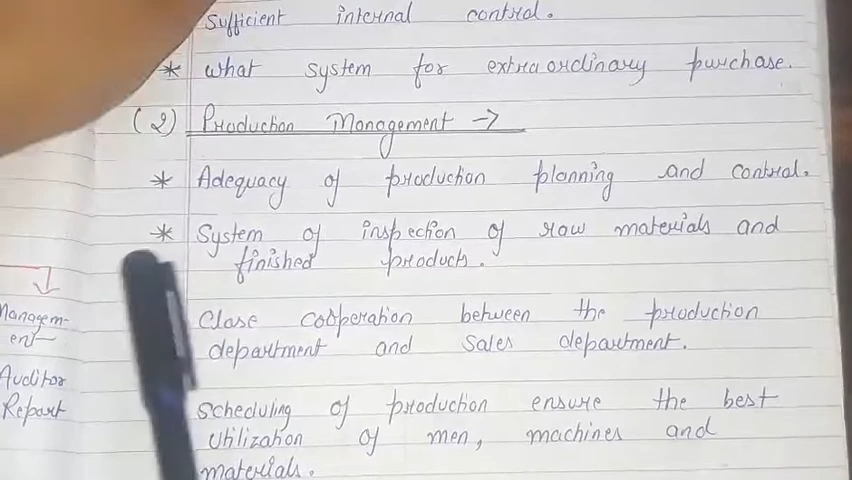 sufficient internal control.
* what system for extraordinary purchase.
(2) Production Management →
* Adequacy of production planning and control.
* System of inspection of raw materials and
finished products.
Close cooperation between the production
department and sales department.
Scheduling of production ensure the best
utilization of men, machines and
materials.
Managem-
ent
Auditor
Report